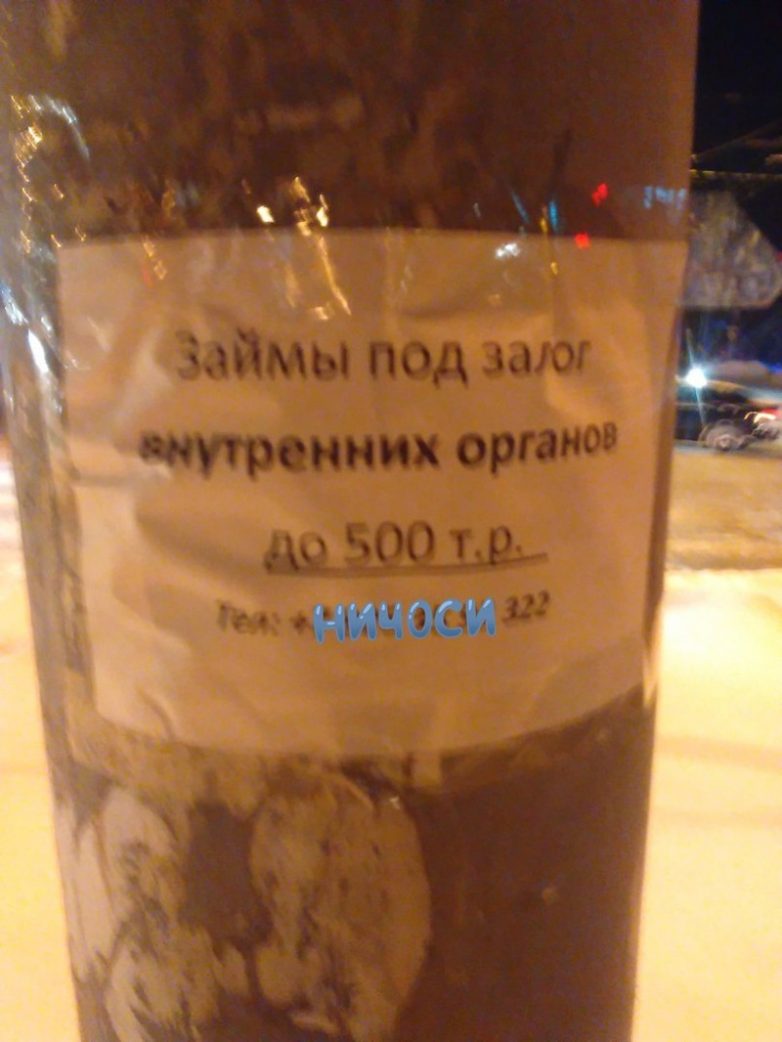 Займы под залог
внутренних органов
до 500 т.р.
Тел: + ничоси 322